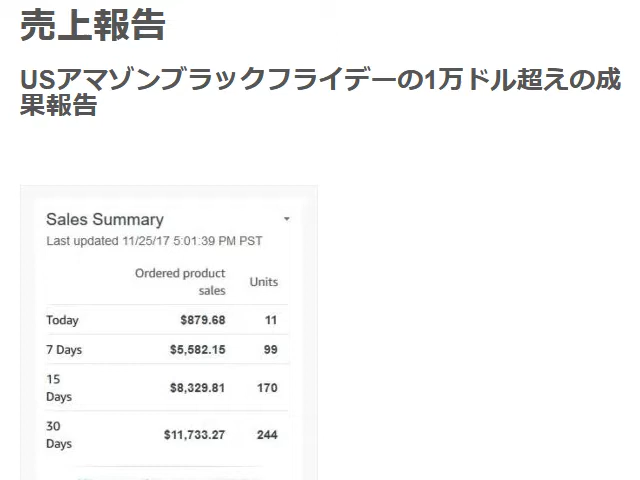 売上報告
USアマゾンブラックフライデーの1万ドル超えの成
果報告
Sales Summary
Last updated 11/25/17 5:01:39 PM PST
Ordered product
sales
Units
Today $879.68 11
7 Days $5,582.15 99
15
Days
$8,329.81 170
30
Days
$11,733.27 244